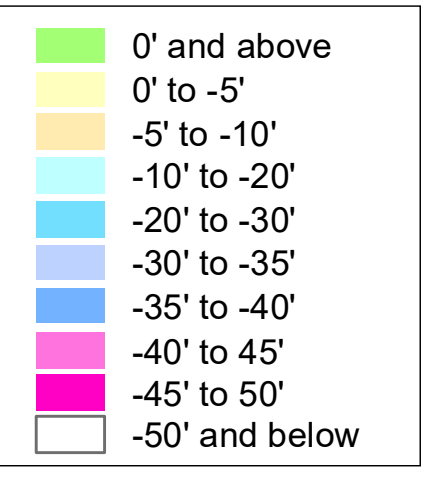 0' and above
0' to -5'
-5' to -10'
-10' to -20'
-20' to -30'
-30' to -35'
-35' to -40'
-40' to 45'
-45' to 50'
-50' and below